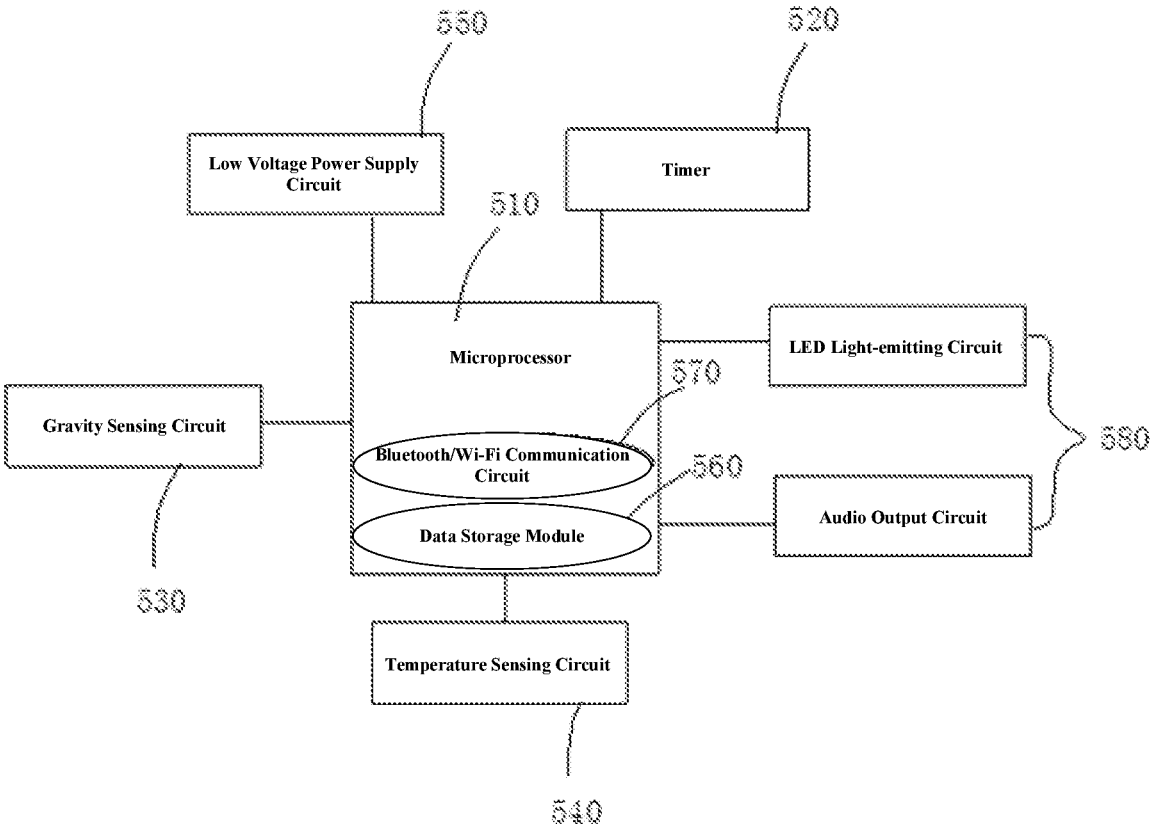 550
520
Low Voltage Power Supply
Circuit
Timer
510
Microprocessor
LED Light-emitting Circuit
570
Gravity Sensing Circuit
580
Bluetooth/Wi-Fi Communication
Circuit
560
Audio Output Circuit
Data Storage Module
530
Temperature Sensing Circuit
540